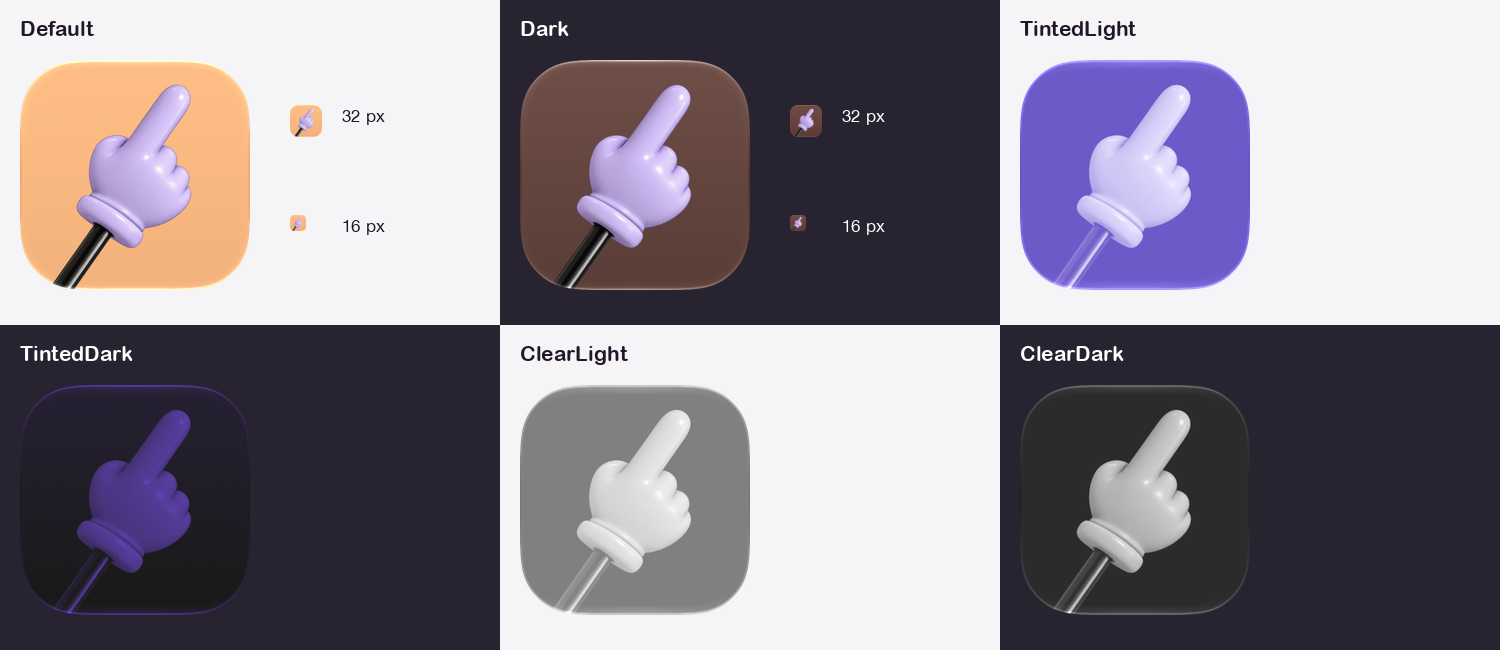 Default
32 px
16 px
Dark
32 px
16 px
TintedLight
TintedDark
ClearLight
ClearDark